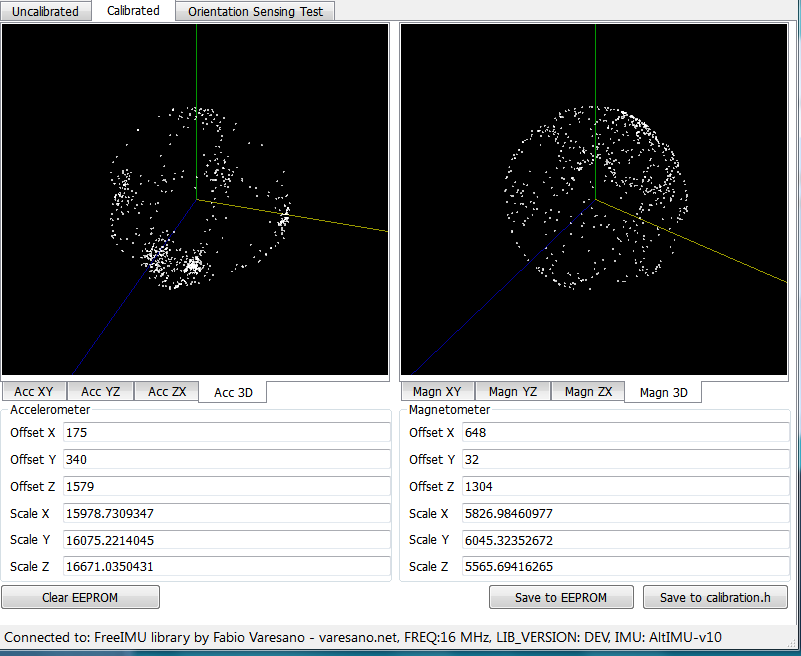 Uncalibrated Calibrated Orientation Sensing Test
Acc XY Acc YZ Acc ZX Acc 3D
Accelerometer
Offset X 175
Offset Y 340
Offset Z 1579
Scale X 15978.7309347
Scale Y 16075.2214045
Scale Z 16671.0350431
Clear EEPROM
Magn XY Magn YZ Magn ZX Magn 3D
Magnetometer
Offset X 648
Offset Y 32
Offset Z 1304
Scale X 5826.98460977
Scale Y 6045.32352672
Scale Z 5565.69416265
Save to EEPROM Save to calibration.h
Connected to: FreeIMU library by Fabio Varesano - varesano.net, FREQ:16 MHz, LIB_VERSION: DEV, IMU: AltIMU-v10